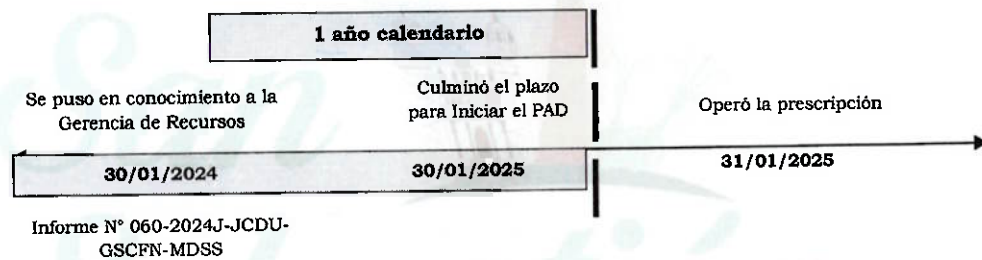 1 año calendario
Se puso en conocimiento a la
Gerencia de Recursos
Culminó el plazo
para Iniciar el PAD
Operó la prescripción
30/01/2024
30/01/2025
31/01/2025
Informe N° 060-2024J-JCDU-
GSCFN-MDSS